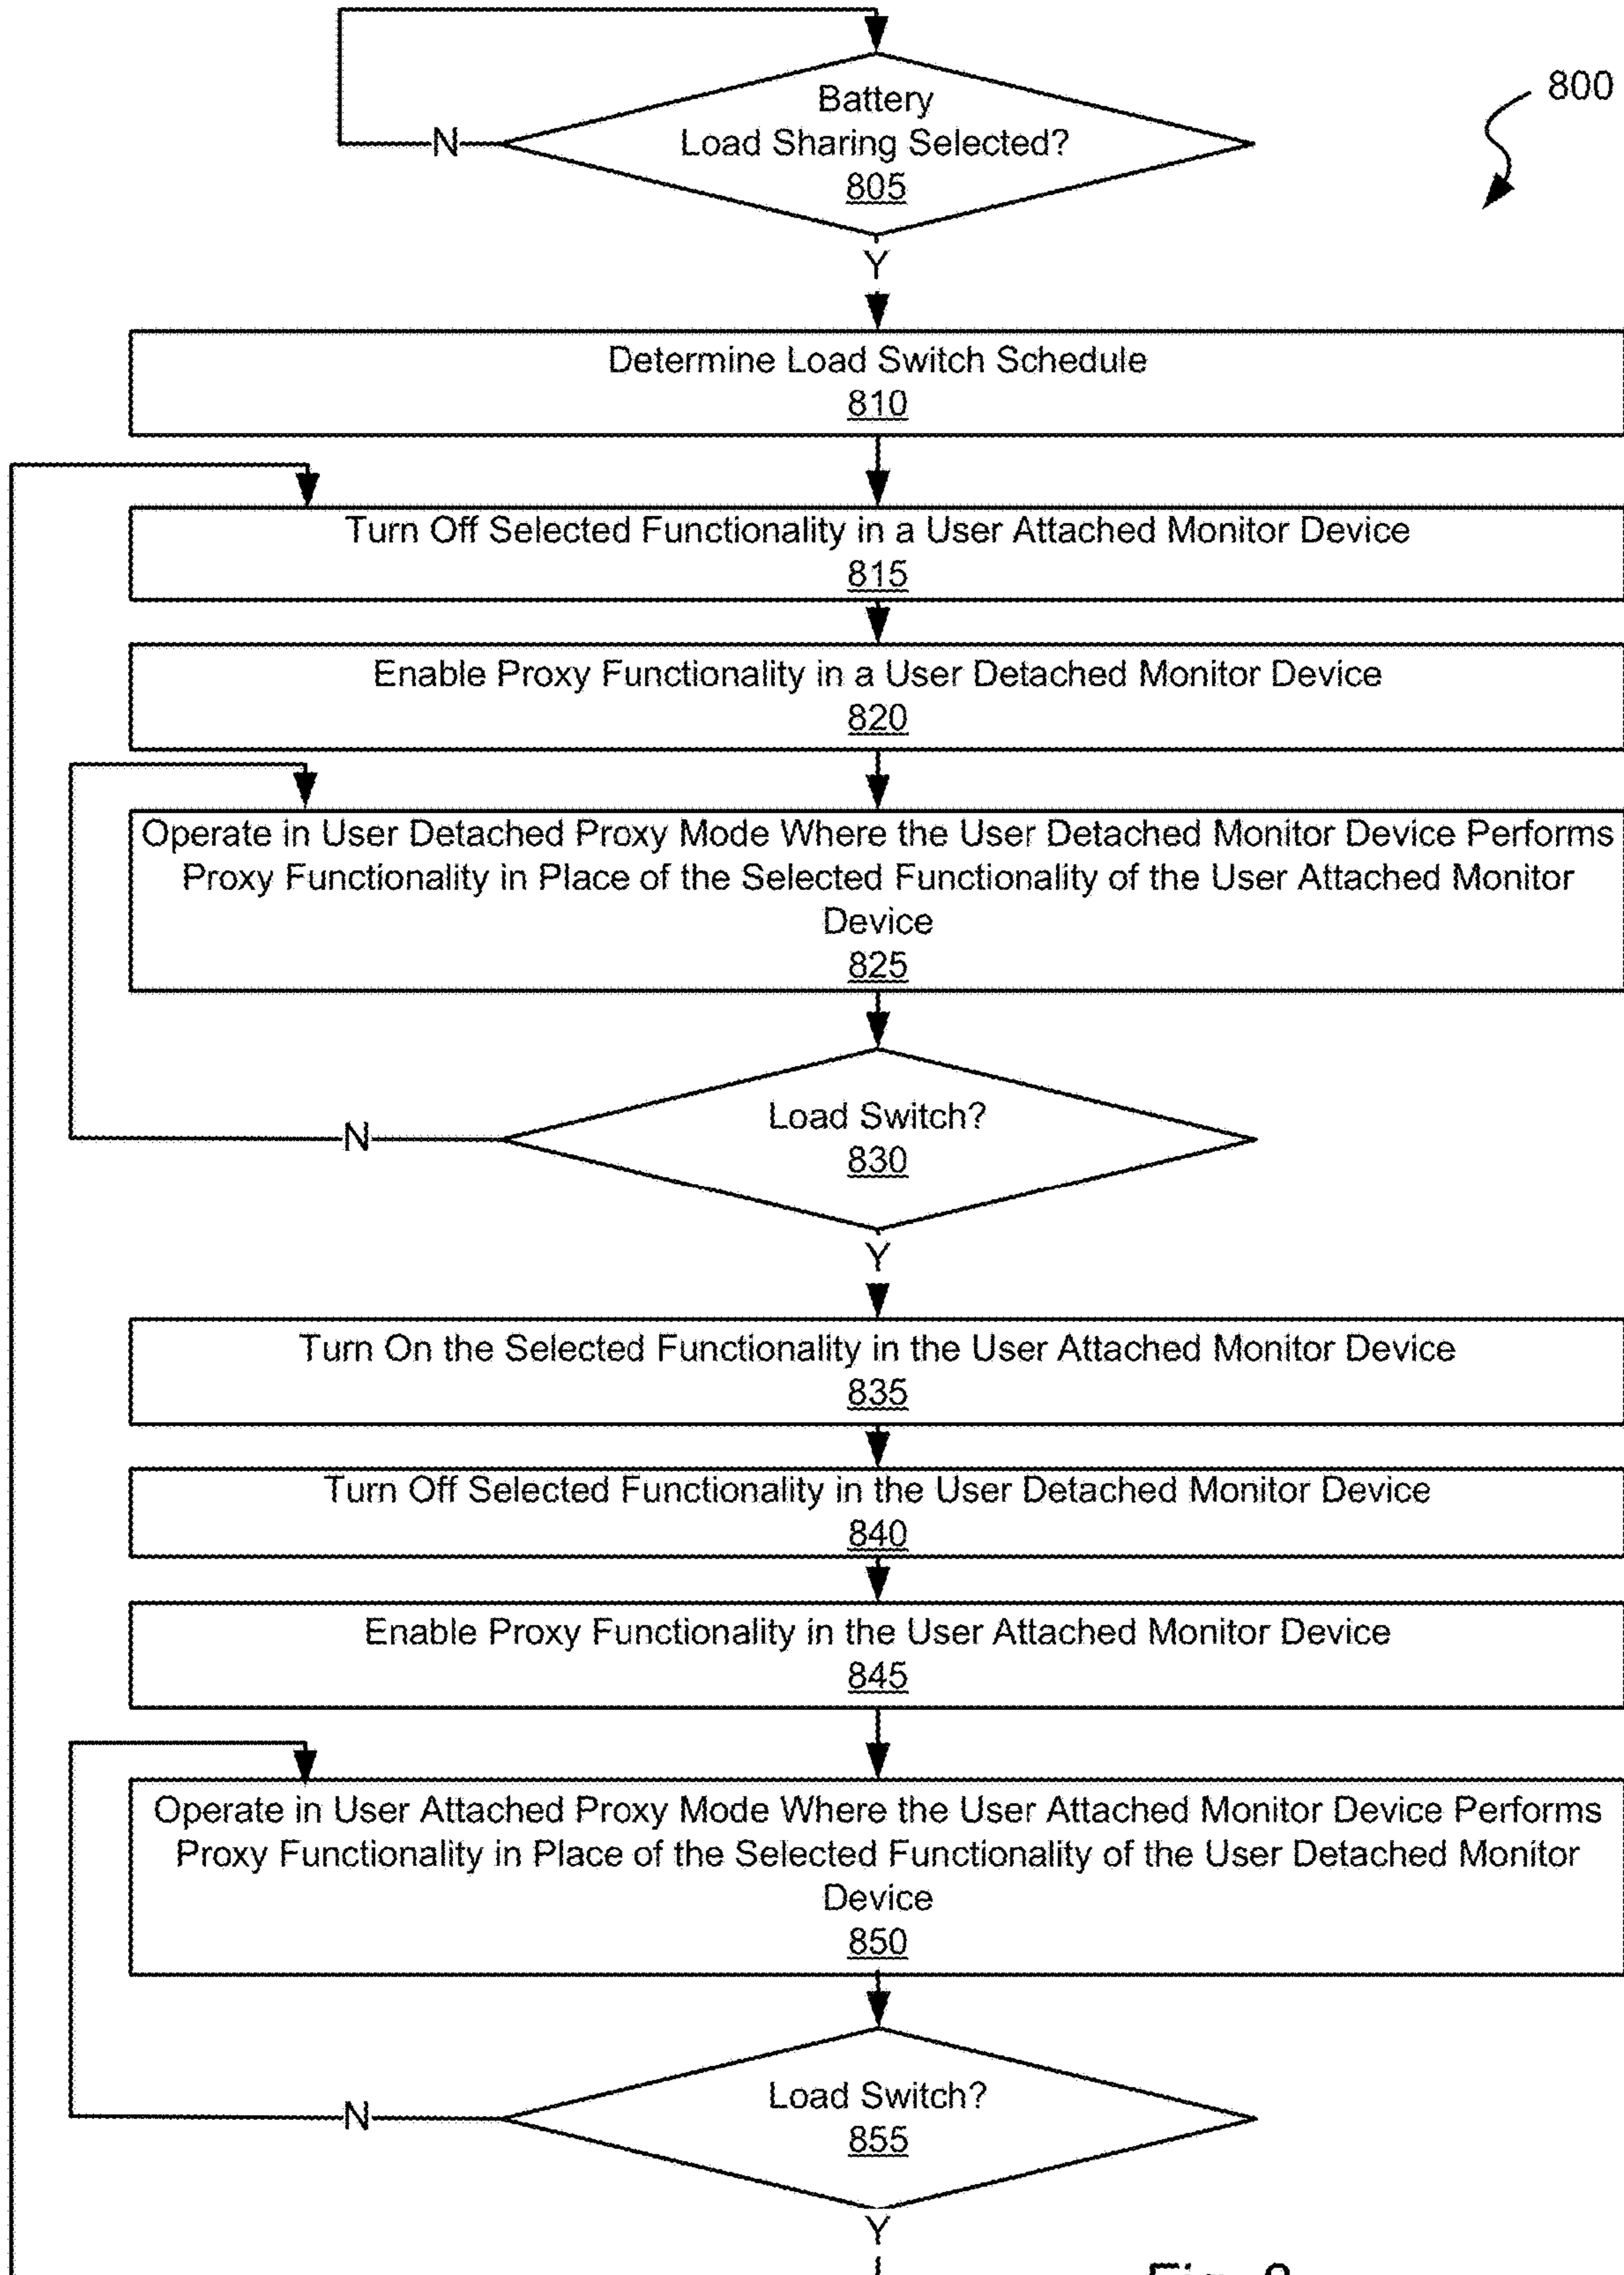 800
Battery
Load Sharing Selected?
805
N
Y
Determine Load Switch Schedule
810
Turn Off Selected Functionality in a User Attached Monitor Device
815
Enable Proxy Functionality in a User Detached Monitor Device
820
Operate in User Detached Proxy Mode Where the User Detached Monitor Device Performs
Proxy Functionality in Place of the Selected Functionality of the User Attached Monitor
Device
825
Load Switch?
830
N
Y
Turn On the Selected Functionality in the User Attached Monitor Device
835
Turn Off Selected Functionality in the User Detached Monitor Device
840
Enable Proxy Functionality in the User Attached Monitor Device
845
Operate in User Attached Proxy Mode Where the User Attached Monitor Device Performs
Proxy Functionality in Place of the Selected Functionality of the User Detached Monitor
Device
850
Load Switch?
855
N
Y